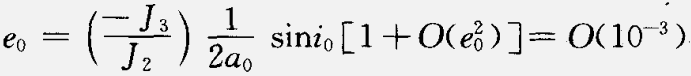 e₀ = (−J₃ / J₂) 1 / 2a₀ sini₀ [1 + O(e₀²)] = O(10⁻³)